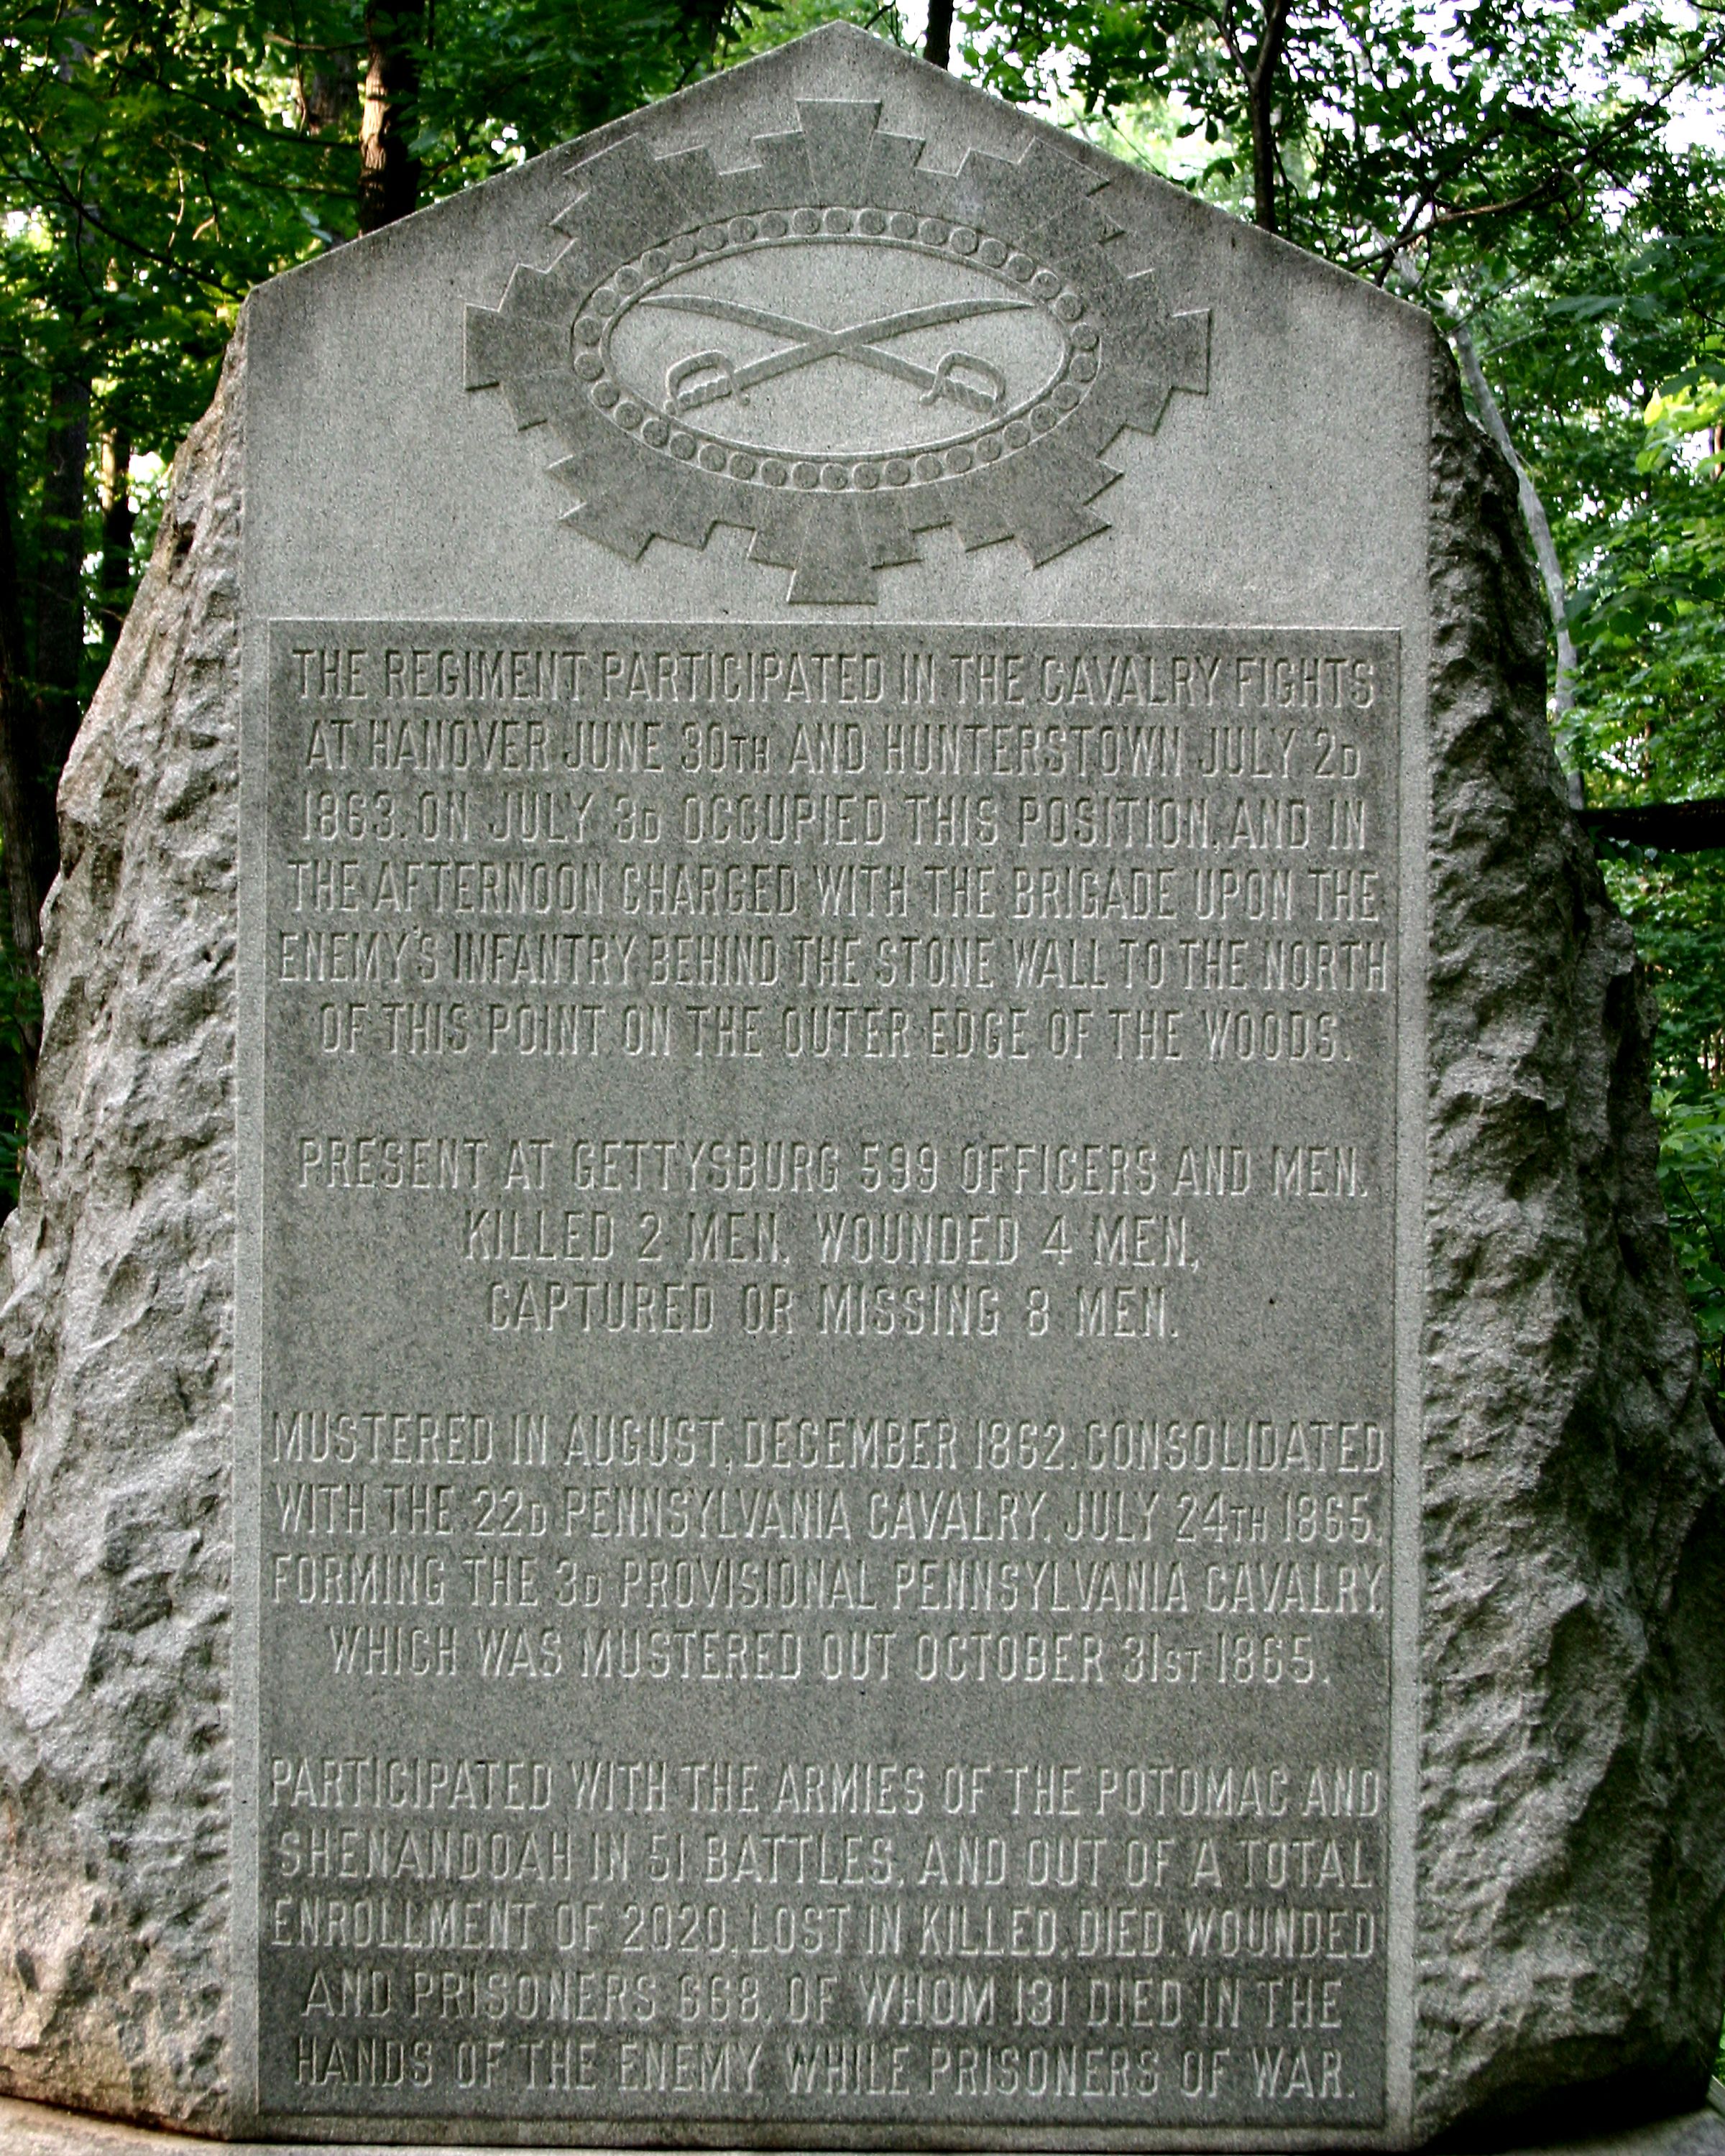 THE REGIMENT PARTICIPATED IN THE CAVALRY FIGHTS
AT HANOVER JUNE 30TH AND HUNTERSTOWN JULY 2D
1863. ON JULY 3D OCCUPIED THIS POSITION, AND IN
THE AFTERNOON CHARGED WITH THE BRIGADE UPON THE
ENEMY'S INFANTRY BEHIND THE STONE WALL TO THE NORTH
OF THIS POINT ON THE OUTER EDGE OF THE WOODS.
PRESENT AT GETTYSBURG 599 OFFICERS AND MEN.
KILLED 2 MEN, WOUNDED 4 MEN,
CAPTURED OR MISSING 8 MEN.
MUSTERED IN AUGUST, DECEMBER 1862. CONSOLIDATED
WITH THE 22D PENNSYLVANIA CAVALRY, JULY 24TH 1865,
FORMING THE 3D PROVISIONAL PENNSYLVANIA CAVALRY,
WHICH WAS MUSTERED OUT OCTOBER 31ST 1865.
PARTICIPATED WITH THE ARMIES OF THE POTOMAC AND
SHENANDOAH IN 51 BATTLES, AND OUT OF A TOTAL
ENROLLMENT OF 2020, LOST IN KILLED, DIED, WOUNDED
AND PRISONERS 668, OF WHOM 131 DIED IN THE
HANDS OF THE ENEMY WHILE PRISONERS OF WAR.